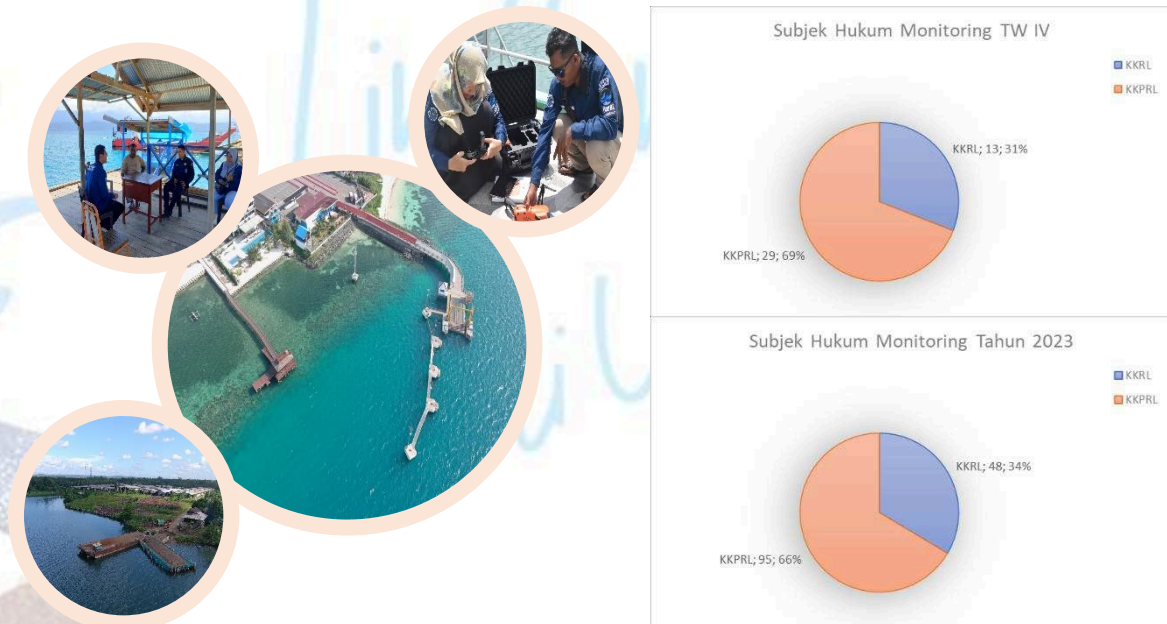 Subjek Hukum Monitoring TW IV
KKRL
KKPRL
KKRL; 13; 31%
KKPRL; 29; 69%
Subjek Hukum Monitoring Tahun 2023
KKRL
KKPRL
KKRL; 48; 34%
KKPRL; 95; 66%